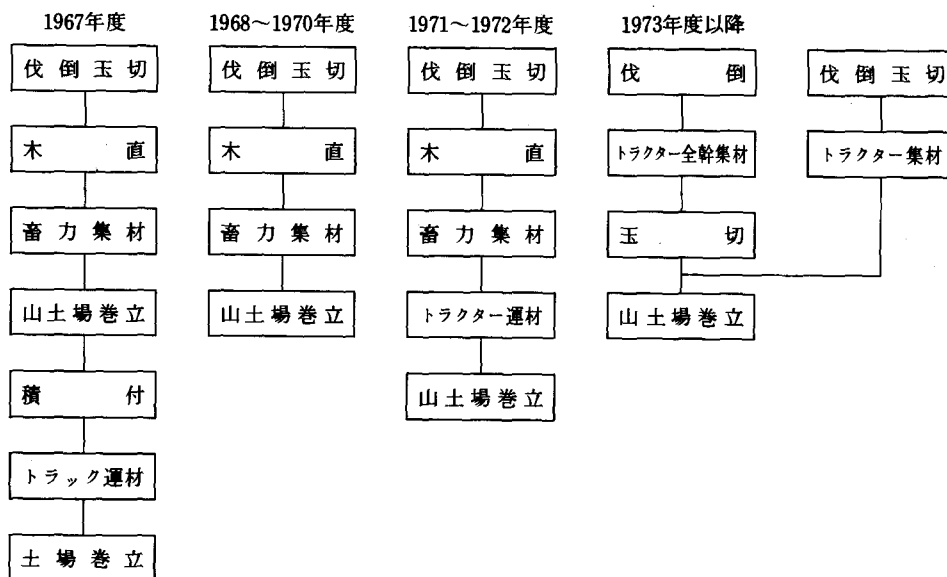 1967年度
伐倒玉切
木直
畜力集材
山土場巻立
積付
トラック運材
土場巻立
1968～1970年度
伐倒玉切
木直
畜力集材
山土場巻立
1971～1972年度
伐倒玉切
木直
畜力集材
トラクター運材
山土場巻立
1973年度以降
伐倒
トラクター全幹集材
玉切
山土場巻立
伐倒玉切
トラクター集材